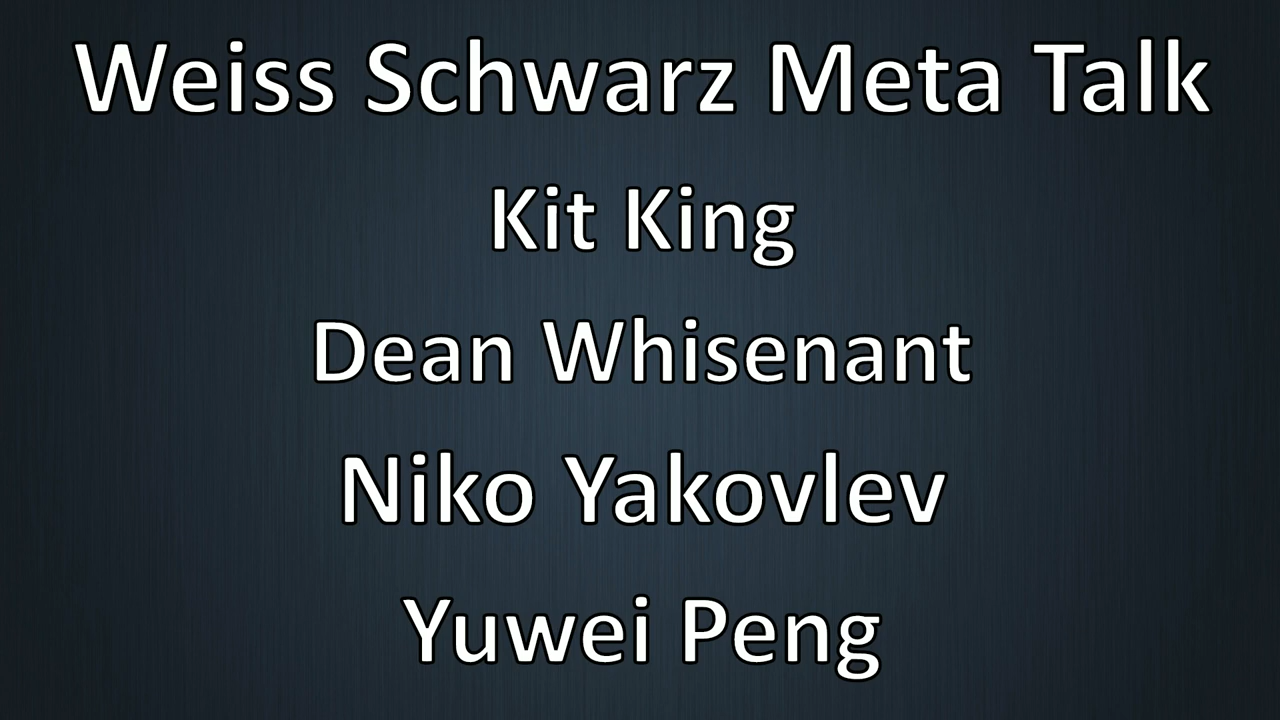 Weiss Schwarz Meta Talk
Kit King
Dean Whisenant
Niko Yakovlev
Yuwei Peng